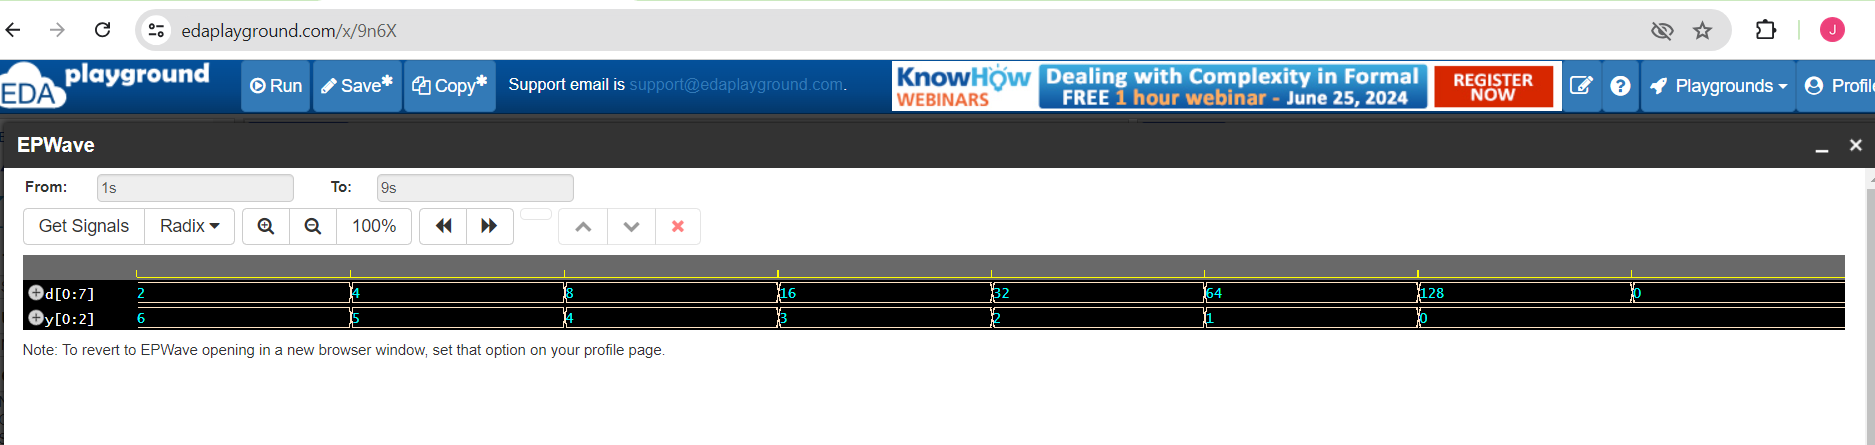 edaplayground.com/x/9n6X
J
EDA playground
Run Save* Copy* Support email is support@edaplayground.com.
KnowHow WEBINARS
Dealing with Complexity in Formal
FREE 1 hour webinar - June 25, 2024
REGISTER NOW
? Playgrounds Profil
EPWave
From: 1s To: 9s
Get Signals Radix 100%
d[0:7] 2 4 8 16 32 64 128 0
y[0:2] 6 5 4 3 2 1 0
Note: To revert to EPWave opening in a new browser window, set that option on your profile page.